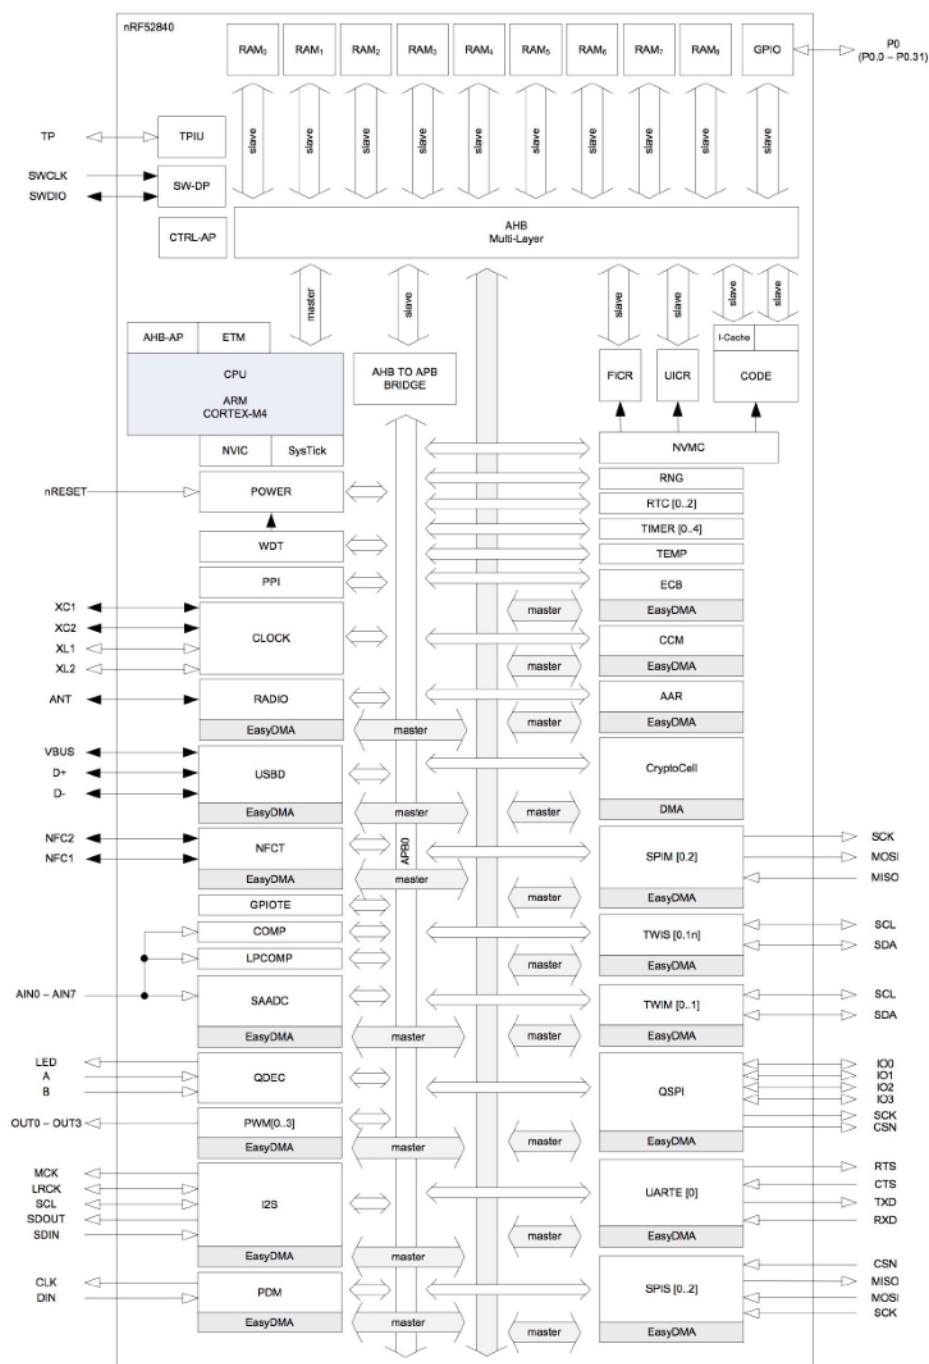 nRF52840
RAM0
RAM1
RAM2
RAM3
RAM4
RAM5
RAM6
RAM7
RAM8
GPIO
P0
(P0.0 – P0.31)
slave
slave
slave
slave
slave
slave
slave
slave
slave
slave
TP
TPIU
SWCLK
SWDIO
SW-DP
CTRL-AP
AHB
Multi-Layer
master
slave
slave
slave
slave
slave
AHB-AP
ETM
CPU
ARM
CORTEX-M4
NVIC
SysTick
AHB TO APB
BRIDGE
FICR
UICR
I-Cache
CODE
NVMC
nRESET
POWER
RNG
RTC [0..2]
TIMER [0..4]
WDT
TEMP
PPI
ECB
EasyDMA
master
XC1
XC2
XL1
XL2
CLOCK
CCM
EasyDMA
master
ANT
RADIO
EasyDMA
master
AAR
EasyDMA
master
VBUS
D+
D-
USBD
EasyDMA
master
CryptoCell
DMA
master
NFC2
NFC1
NFCT
EasyDMA
master
APB0
SPIM [0.2]
EasyDMA
master
SCK
MOSI
MISO
GPIOTE
COMP
LPCOMP
TWIS [0.1n]
EasyDMA
master
SCL
SDA
AIN0 – AIN7
SAADC
EasyDMA
master
TWIM [0..1]
EasyDMA
master
SCL
SDA
LED
A
B
QDEC
QSPI
EasyDMA
master
IO0
IO1
IO2
IO3
SCK
CSN
OUT0 – OUT3
PWM[0..3]
EasyDMA
master
MCK
LRCK
SCL
SDOUT
SDIN
I2S
EasyDMA
master
UARTE [0]
EasyDMA
master
RTS
CTS
TXD
RXD
CLK
DIN
PDM
EasyDMA
master
SPIS [0..2]
EasyDMA
master
CSN
MISO
MOSI
SCK